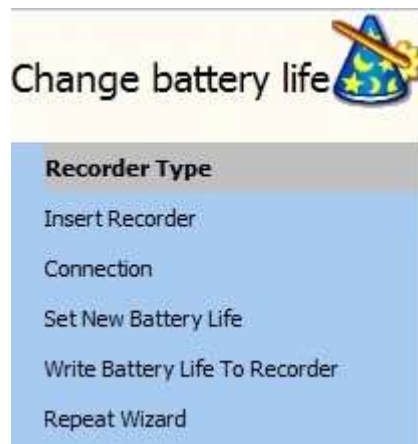 Change battery life
Recorder Type
Insert Recorder
Connection
Set New Battery Life
Write Battery Life To Recorder
Repeat Wizard